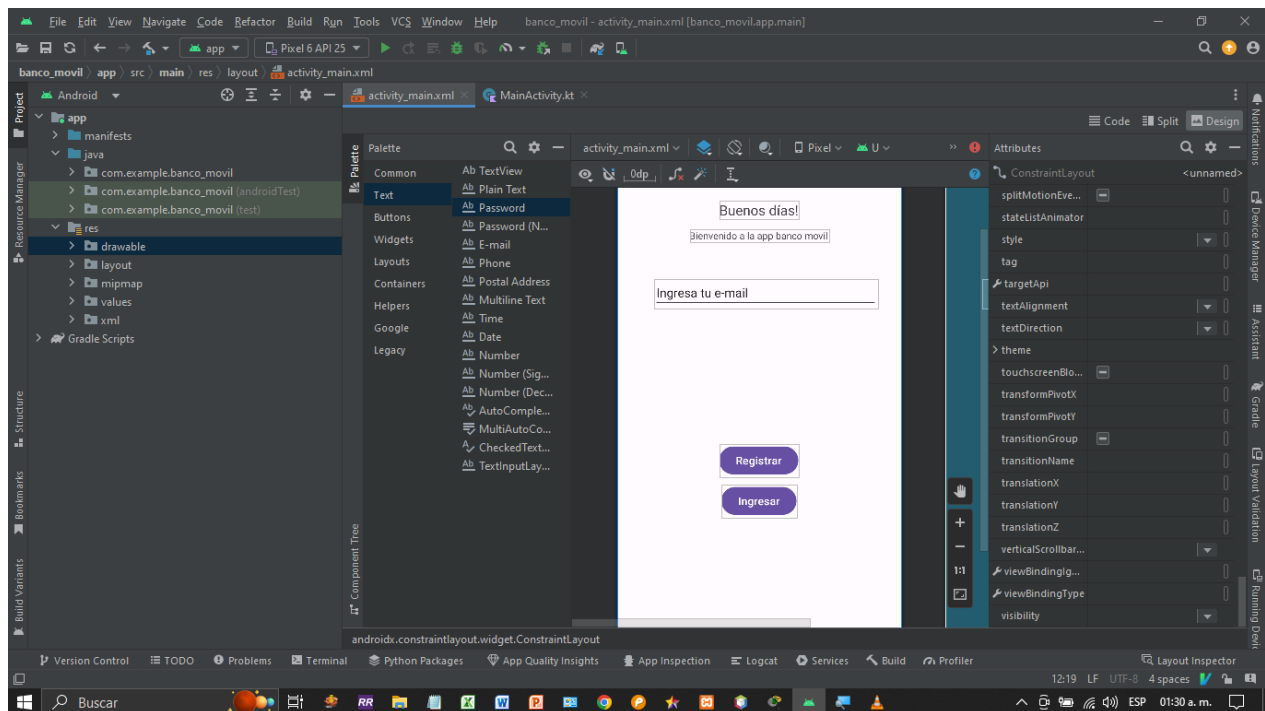 File Edit View Navigate Code Refactor Build Run Tools VCS Window Help banco_movil - activity_main.xml [banco_movil.app.main]
app Pixel 6 API 25
banco_movil app src main res layout activity_main.xml
Android activity_main.xml MainActivity.kt
Code Split Design
Project
Resource Manager
Structure
Bookmarks
Build Variants
app
manifests
java
com.example.banco_movil
com.example.banco_movil (androidTest)
com.example.banco_movil (test)
res
drawable
layout
mipmap
values
xml
Gradle Scripts
Palette
Component Tree
Palette
Common
Text
Buttons
Widgets
Layouts
Containers
Helpers
Google
Legacy
Ab TextView
Ab Plain Text
Ab Password
Ab Password (N...
Ab E-mail
Ab Phone
Ab Postal Address
Ab Multiline Text
Ab Time
Ab Date
Ab Number
Ab Number (Sig...
Ab Number (Dec...
Ab AutoComple...
MultiAutoCo...
CheckedText...
Ab TextInputLay...
activity_main.xml Pixel U
0dp
Buenos días!
Bienvenido a la app banco movil
Ingresa tu e-mail
Registrar
Ingresar
1:1
Attributes
ConstraintLayout <unnamed>
splitMotionEve...
stateListAnimator
style
tag
targetApi
textAlignment
textDirection
theme
touchscreenBlo...
transformPivotX
transformPivotY
transitionGroup
transitionName
translationX
translationY
translationZ
verticalScrollbar...
viewBindingIg...
viewBindingType
visibility
Notifications
Device Manager
Assistant
Gradle
Layout Validation
Running Devic
androidx.constraintlayout.widget.ConstraintLayout
Version Control TODO Problems Terminal Python Packages App Quality Insights App Inspection Logcat Services Build Profiler Layout Inspector
12:19 LF UTF-8 4 spaces
Buscar RR ESP 01:30 a. m.